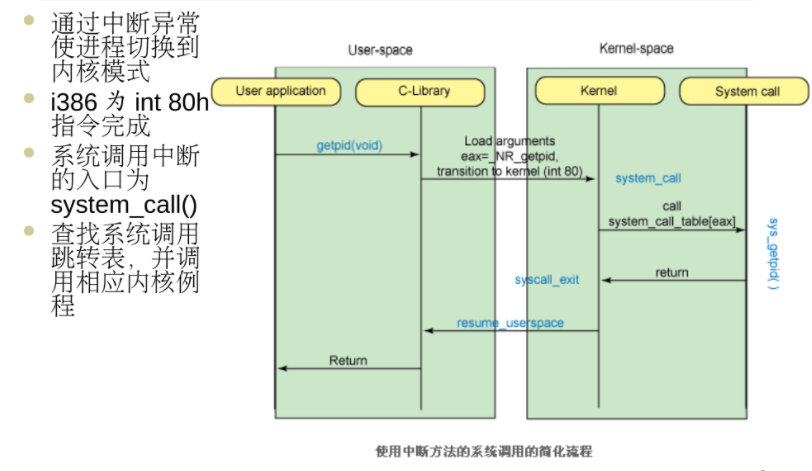 通过中断异常
使进程切换到
内核模式
i386 为 int 80h
指令完成
系统调用中断
的入口为
system_call()
查找系统调用
跳转表，并调
用相应内核例
程
User-space
Kernel-space
User application
C-Library
Kernel
System call
getpid(void)
Load arguments
eax=_NR_getpid,
transition to kernel (int 80)
system_call
call
system_call_table[eax]
sys_getpid( )
return
syscall_exit
resume_userspace
Return
使用中断方法的系统调用的简化流程